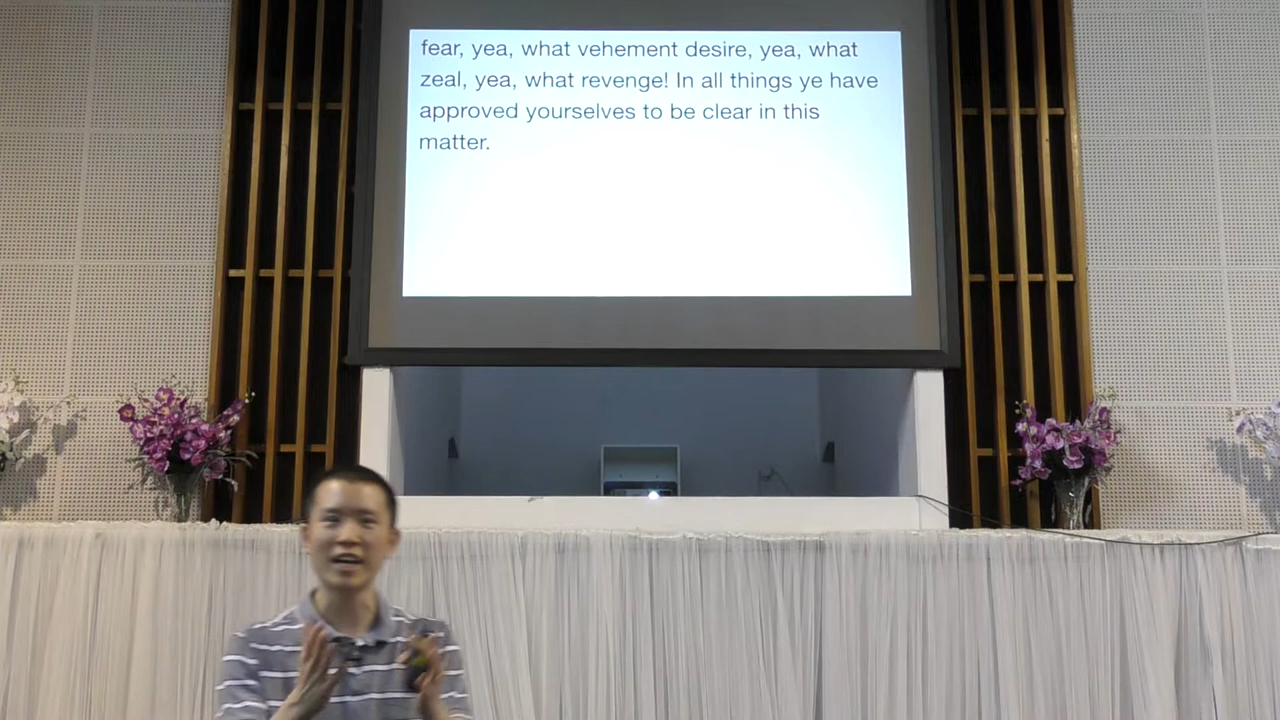 fear, yea, what vehement desire, yea, what
zeal, yea, what revenge! In all things ye have
approved yourselves to be clear in this
matter.